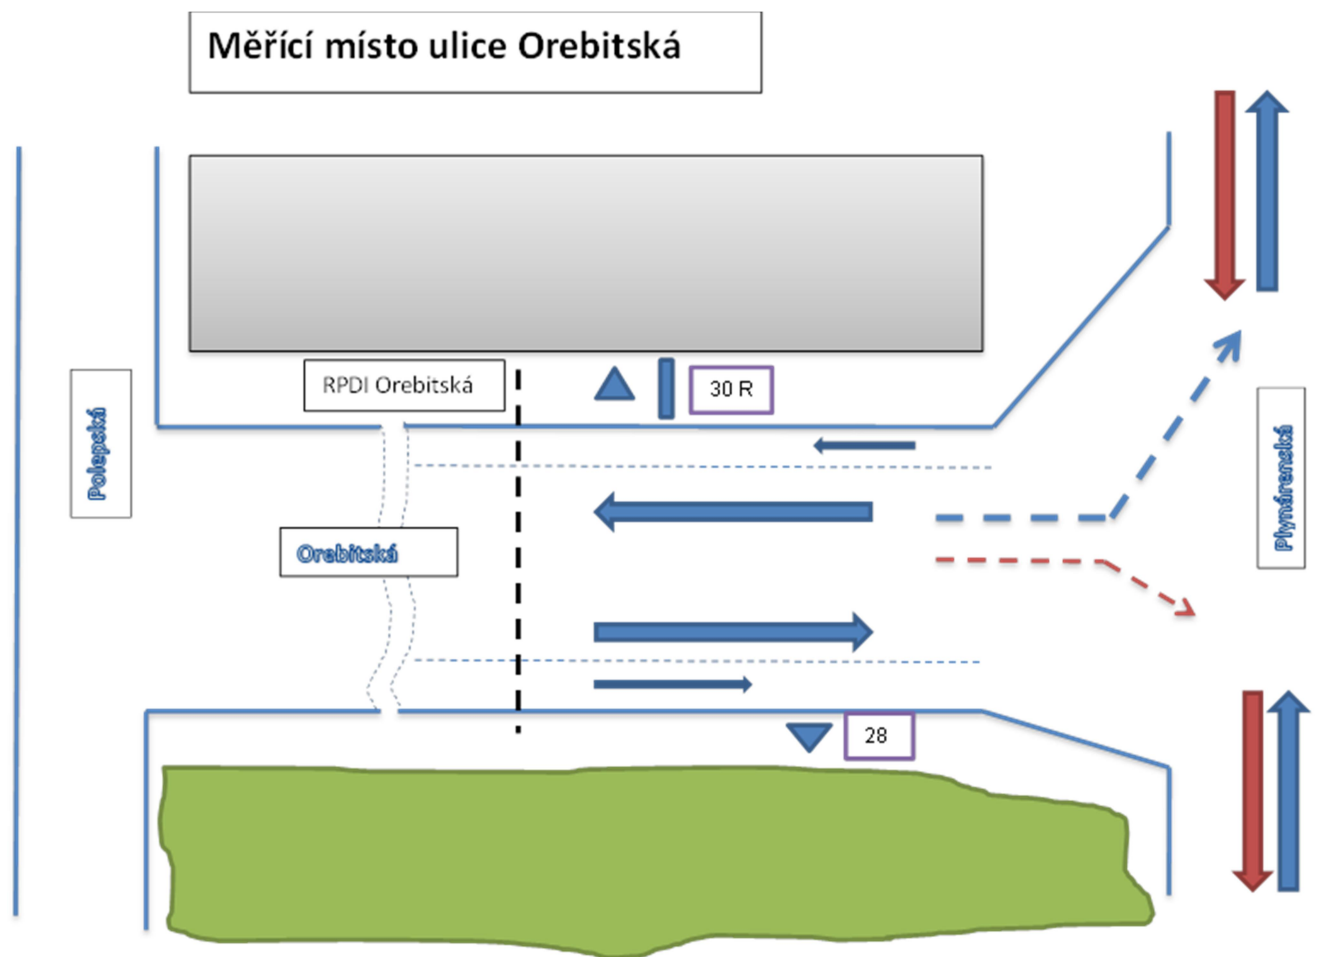 Měřící místo ulice Orebitská
RPDI Orebitská
30 R
Polepská
Orebitská
Plynárenská
28